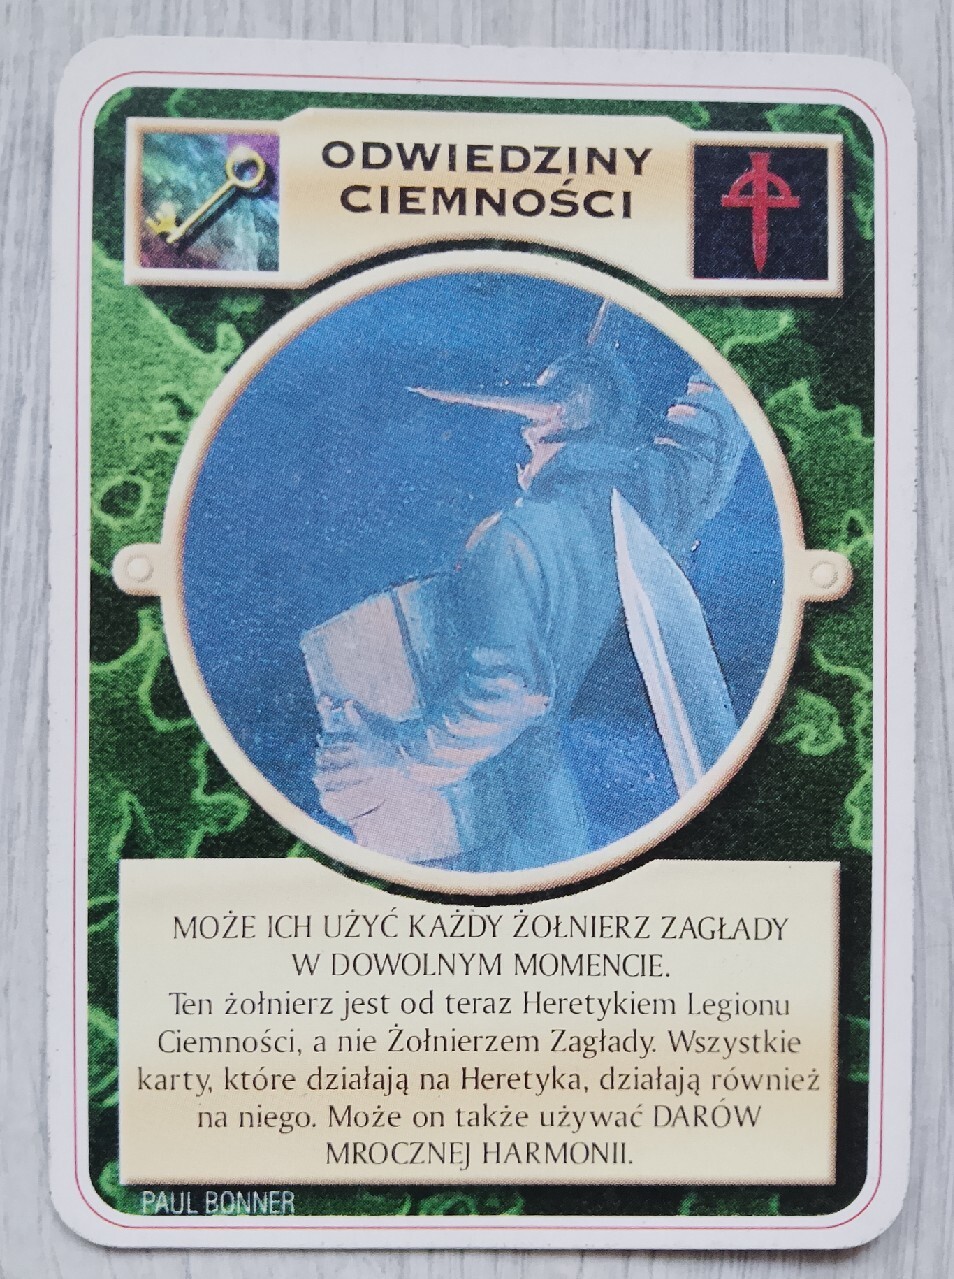 ODWIEDZINY
CIEMNOŚCI
MOŻE ICH UŻYĆ KAŻDY ŻOŁNIERZ ZAGŁADY
W DOWOLNYM MOMENCIE.
Ten żołnierz jest od teraz Heretykiem Legionu
Ciemności, a nie Żołnierzem Zagłady. Wszystkie
karty, które działają na Heretyka, działają również
na niego. Może on także używać DARÓW
MROCZNEJ HARMONII.
PAUL BONNER